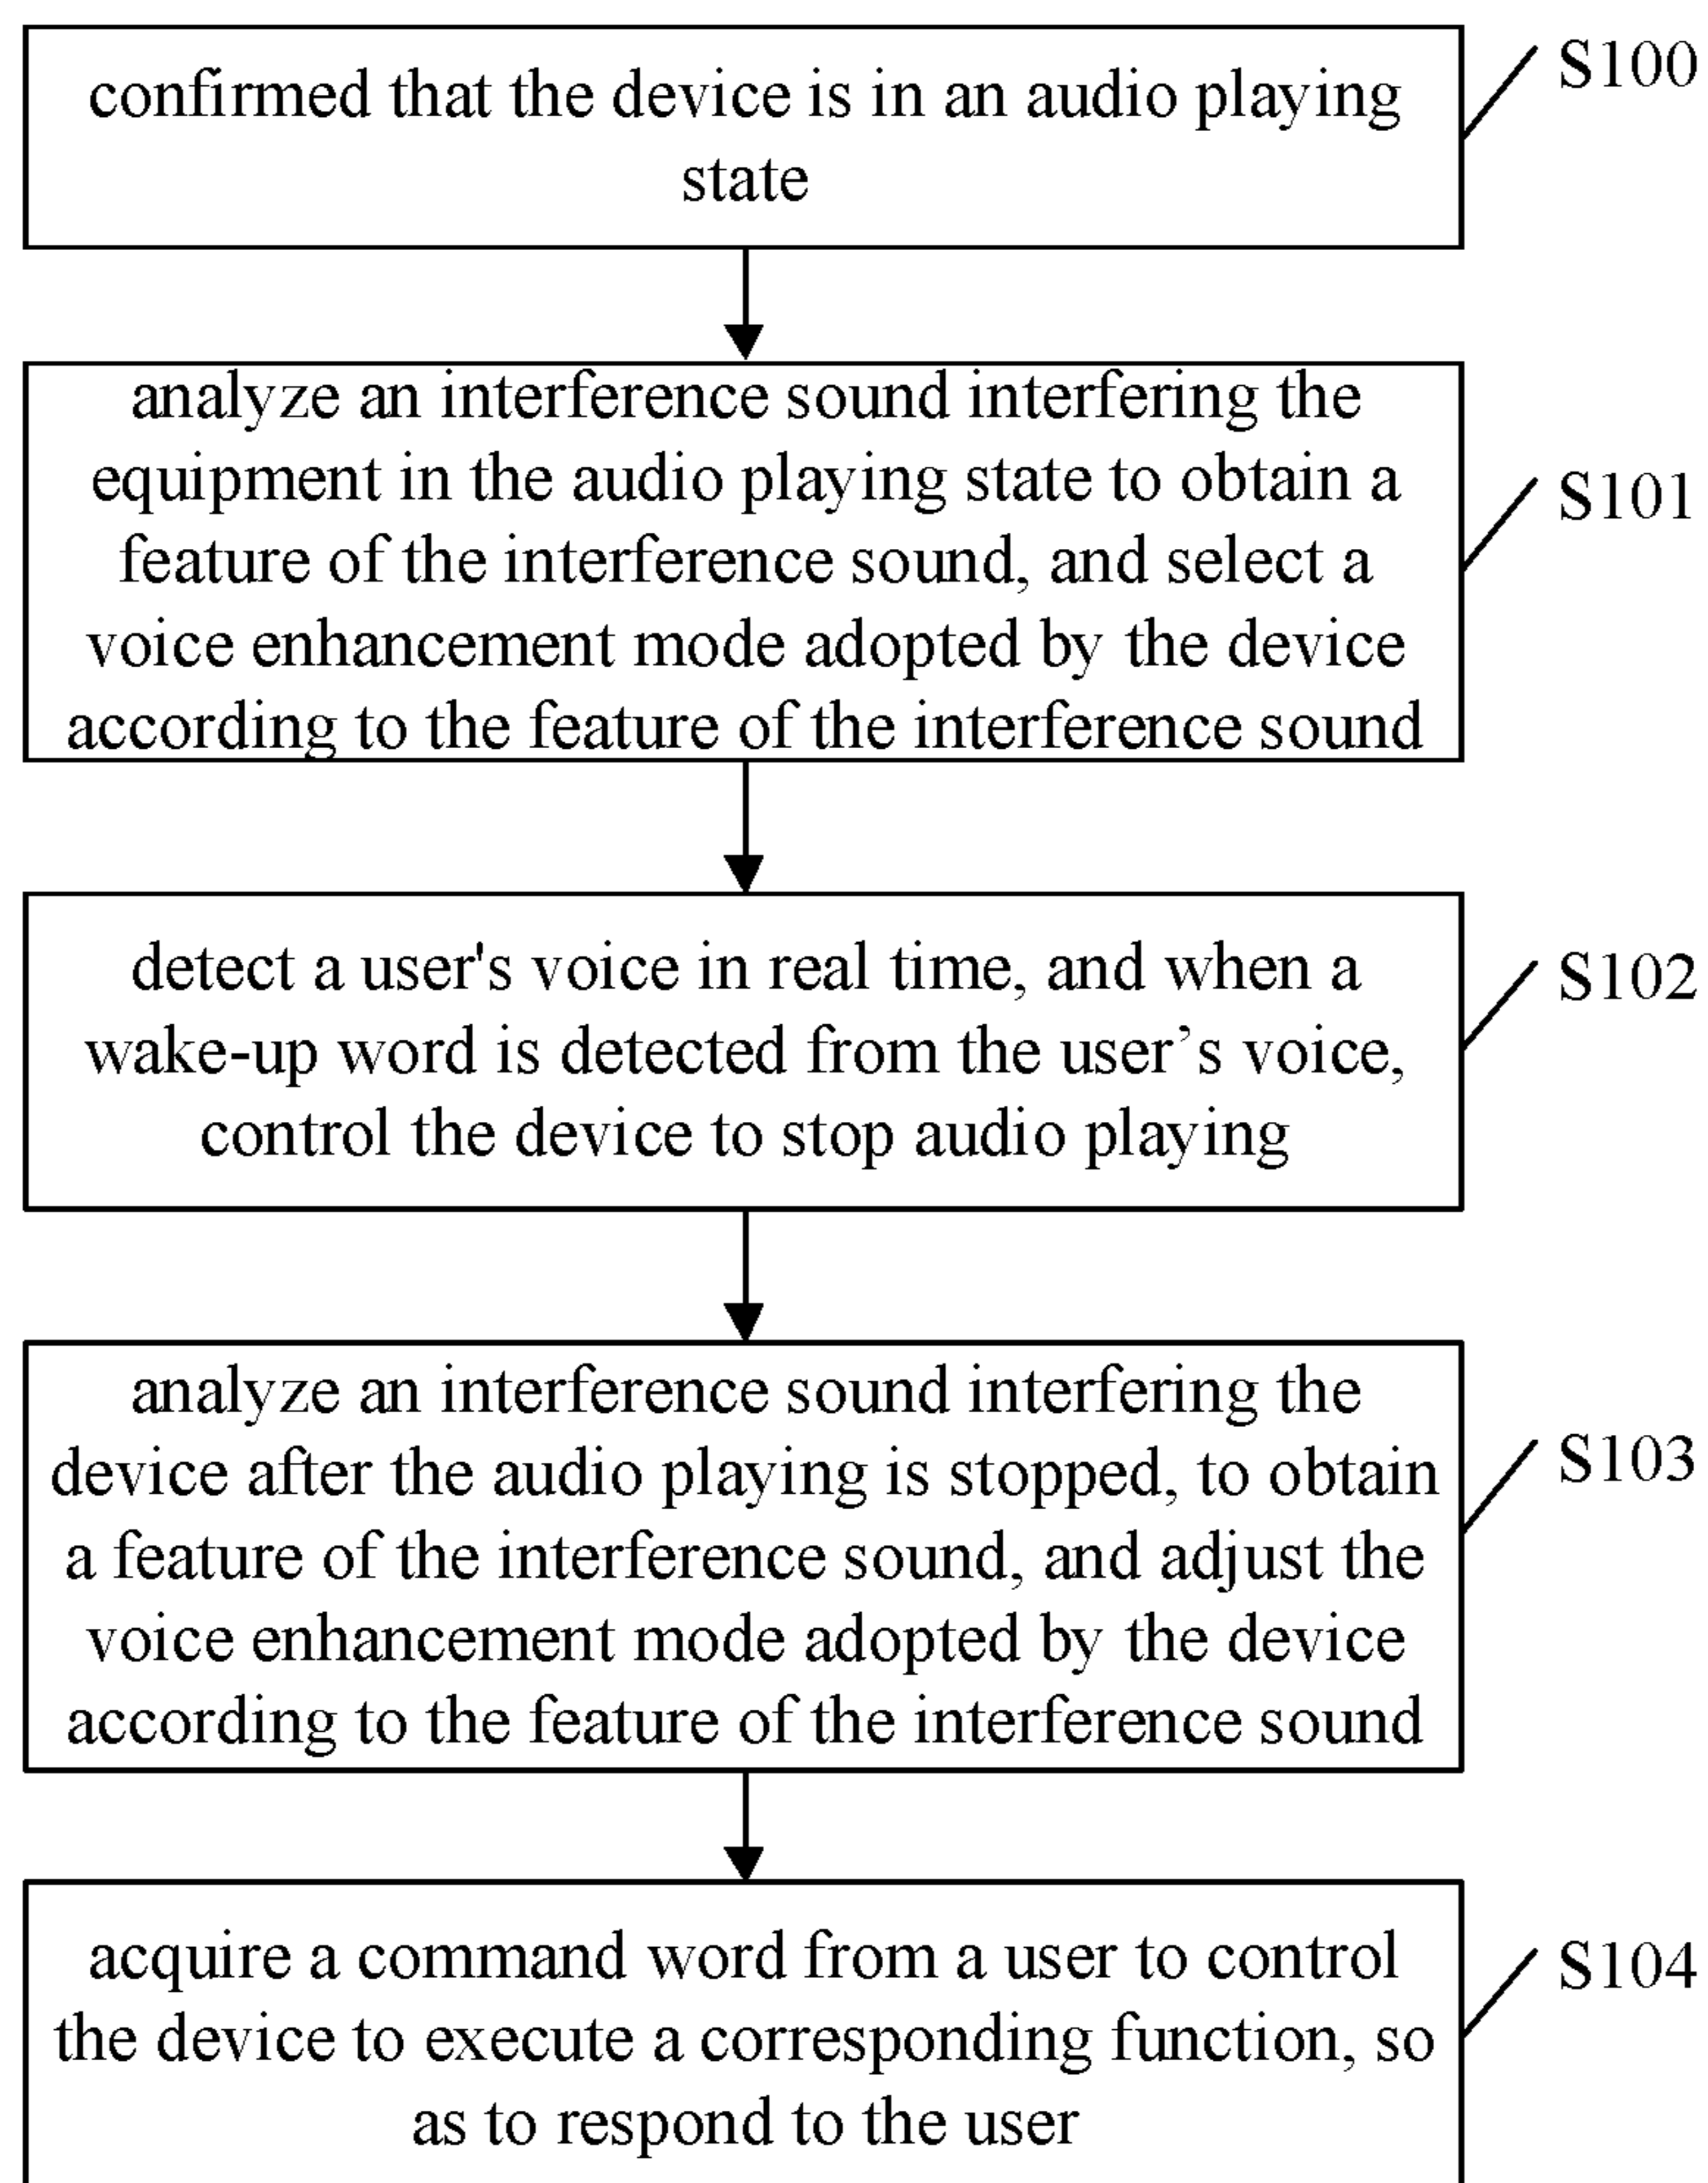 confirmed that the device is in an audio playing
state
S100
analyze an interference sound interfering the
equipment in the audio playing state to obtain a
feature of the interference sound, and select a
voice enhancement mode adopted by the device
according to the feature of the interference sound
S101
detect a user's voice in real time, and when a
wake-up word is detected from the user’s voice,
control the device to stop audio playing
S102
analyze an interference sound interfering the
device after the audio playing is stopped, to obtain
a feature of the interference sound, and adjust the
voice enhancement mode adopted by the device
according to the feature of the interference sound
S103
acquire a command word from a user to control
the device to execute a corresponding function, so
as to respond to the user
S104